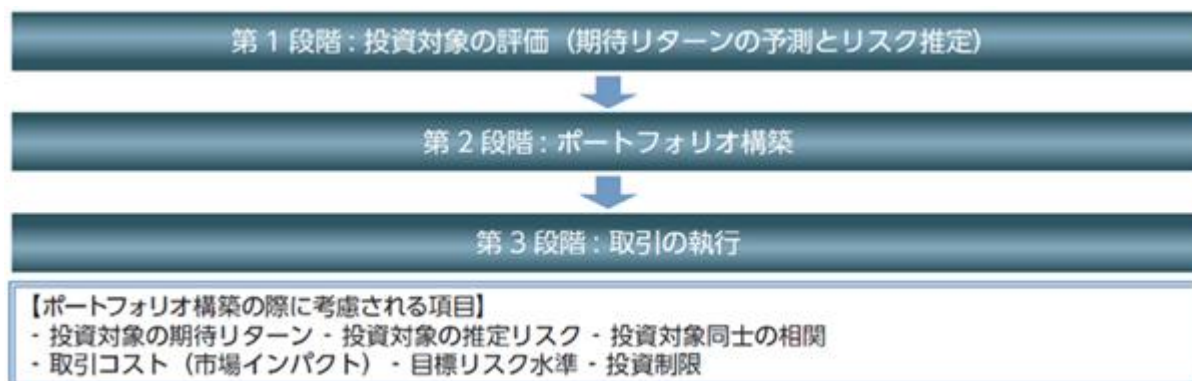 第1段階：投資対象の評価（期待リターンの予測とリスク推定）
第2段階：ポートフォリオ構築
第3段階：取引の執行
【ポートフォリオ構築の際に考慮される項目】
- 投資対象の期待リターン - 投資対象の推定リスク - 投資対象同士の相関
- 取引コスト（市場インパクト） - 目標リスク水準 - 投資制限